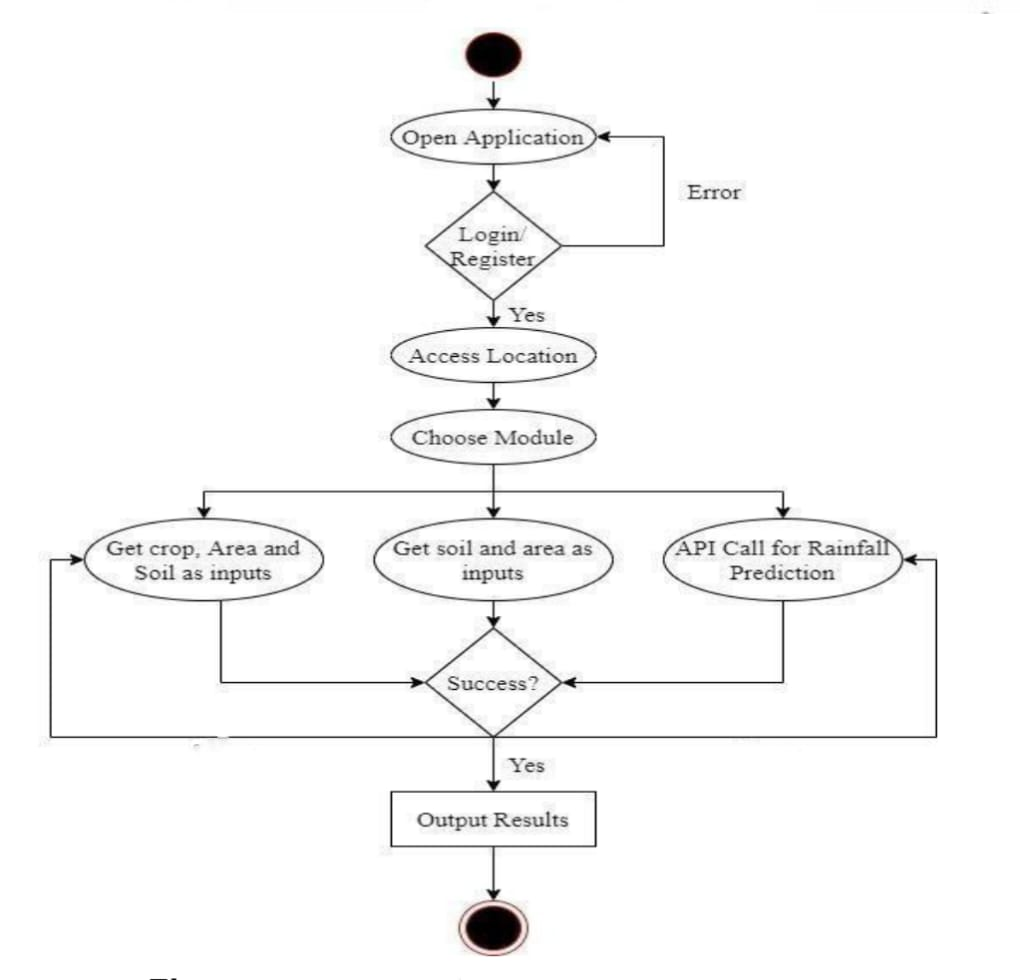 Open Application
Error
Login/
Register
Yes
Access Location
Choose Module
Get crop, Area and
Soil as inputs
Get soil and area as
inputs
API Call for Rainfall
Prediction
Success?
Yes
Output Results